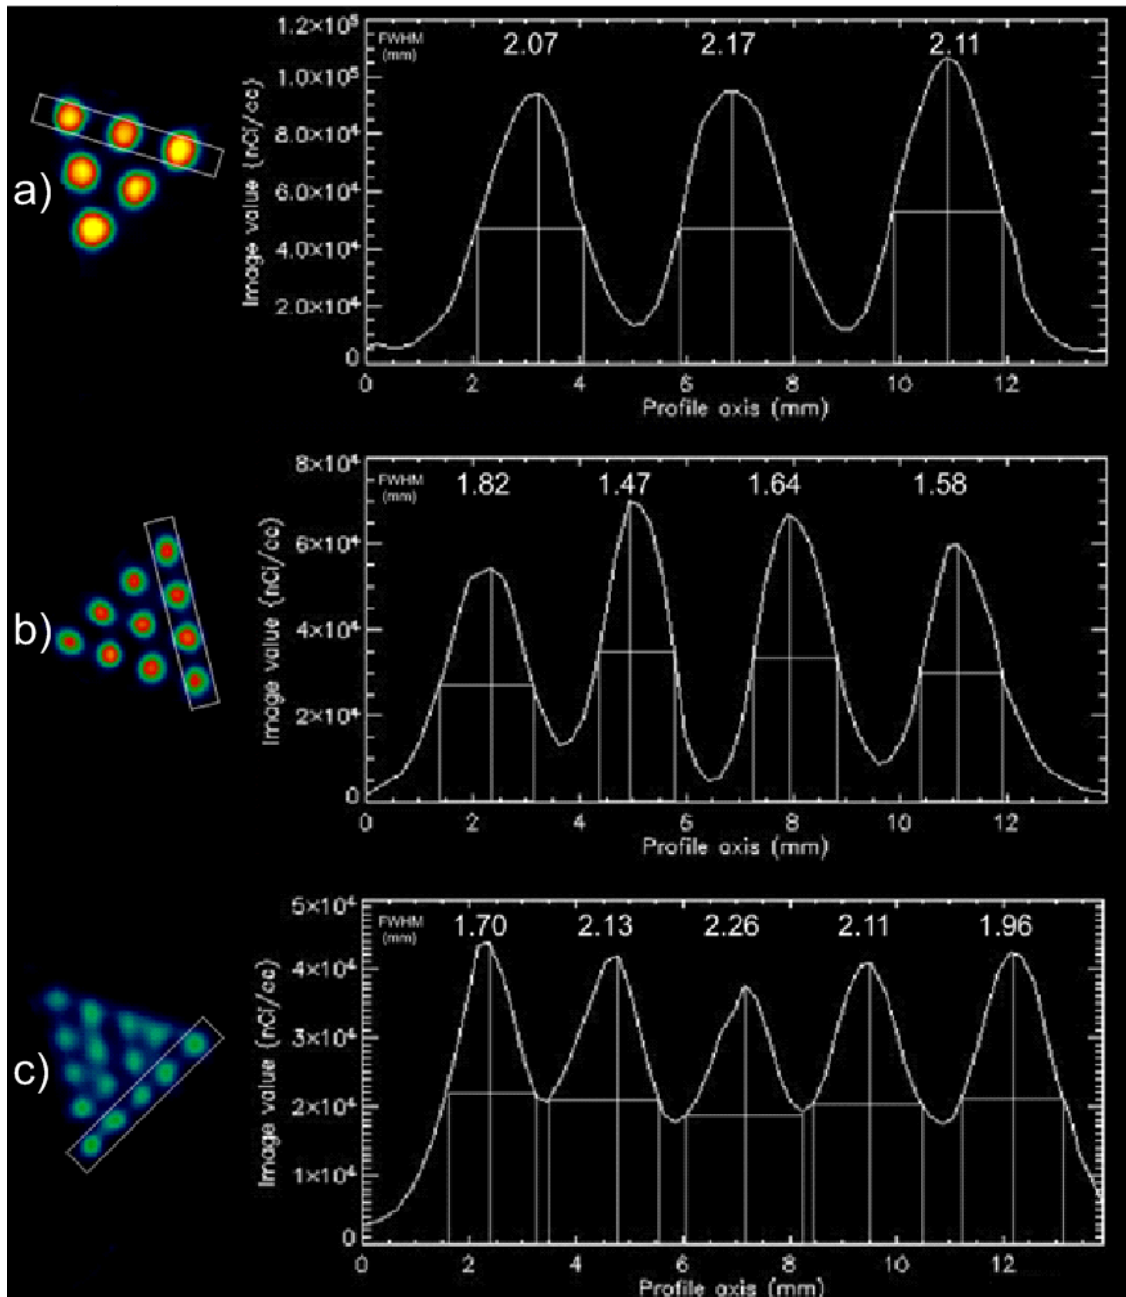 a)
1.2×10⁵
1.0×10⁵
8.0×10⁴
6.0×10⁴
4.0×10⁴
2.0×10⁴
0
Image value {nCi/cc}
FWHM
(mm)
2.07 2.17 2.11
0 2 4 6 8 10 12
Profile axis (mm)
b)
8×10⁴
6×10⁴
4×10⁴
2×10⁴
0
Image value {nCi/cc}
FWHM
(mm)
1.82 1.47 1.64 1.58
0 2 4 6 8 10 12
Profile axis (mm)
c)
5×10⁴
4×10⁴
3×10⁴
2×10⁴
1×10⁴
0
Image value {nCi/cc}
FWHM
(mm)
1.70 2.13 2.26 2.11 1.96
0 2 4 6 8 10 12
Profile axis (mm)